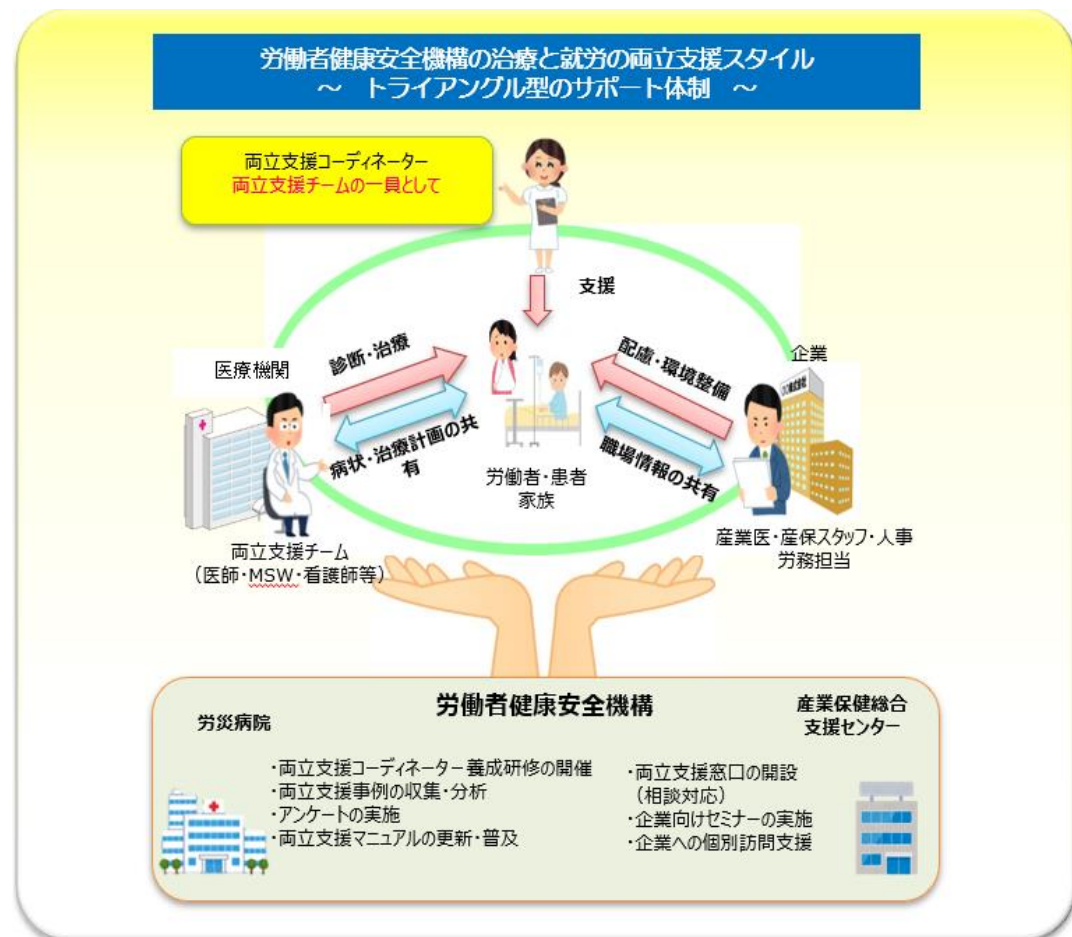 労働者健康安全機構の治療と就労の両立支援スタイル
～　トライアングル型のサポート体制　～
両立支援コーディネーター
両立支援チームの一員として
支援
医療機関
診断・治療
病状・治療計画の共
有
配慮・環境整備
職場情報の共有
企業
労働者・患者
家族
両立支援チーム
（医師・MSW・看護師等）
産業医・産保スタッフ・人事
労務担当
労働者健康安全機構
労災病院
・両立支援コーディネーター養成研修の開催
・両立支援事例の収集・分析
・アンケートの実施
・両立支援マニュアルの更新・普及
産業保健総合
支援センター
・両立支援窓口の開設
（相談対応）
・企業向けセミナーの実施
・企業への個別訪問支援